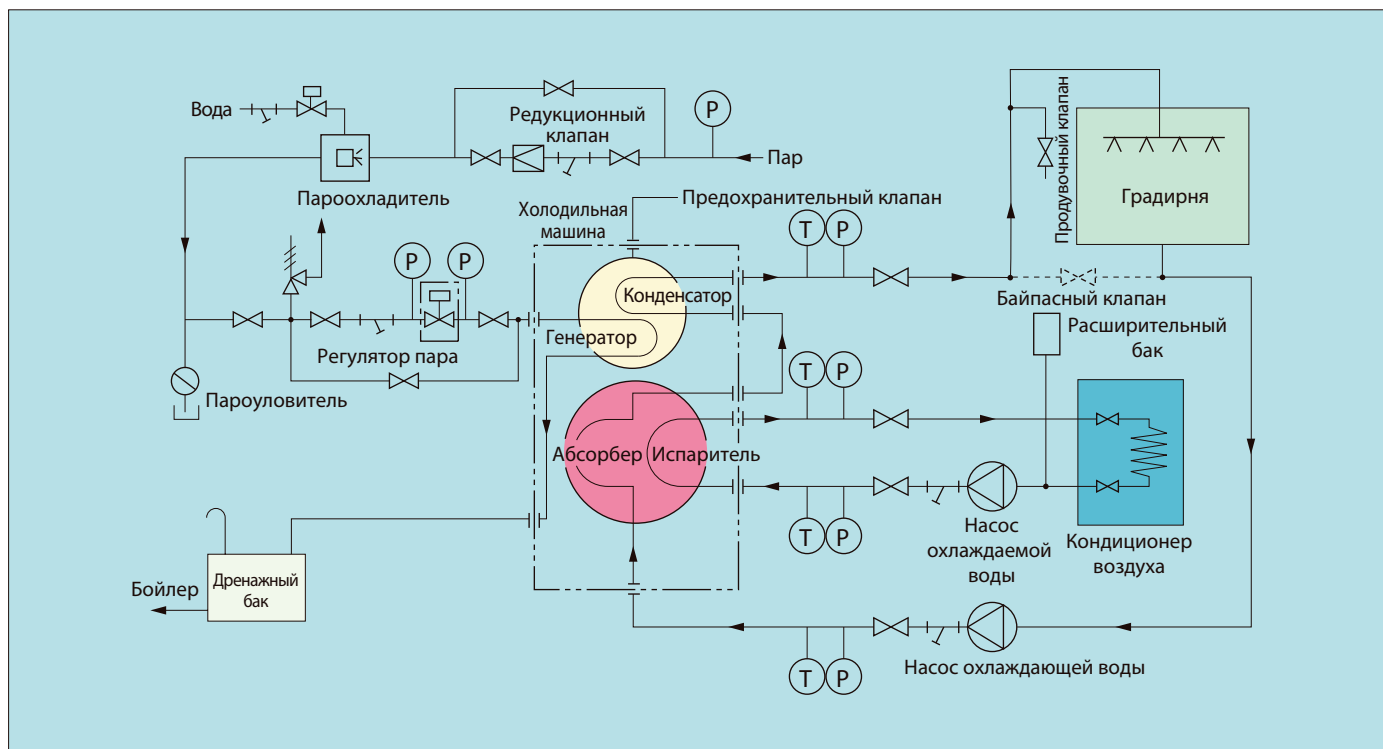 Вода
Редукционный
клапан
P
Пар
Пароохладитель
Продувочный клапан
Градирня
Холодильная
машина
Предохранительный клапан
T P
P P
Конденсатор
Байпасный клапан
Генератор
Регулятор пара
Расширительный
бак
T P
Пароуловитель
Абсорбер Испаритель
T P
Насос
охлаждаемой
воды
Кондиционер
воздуха
Бойлер
Дренажный
бак
T P
Насос охлаждающей воды